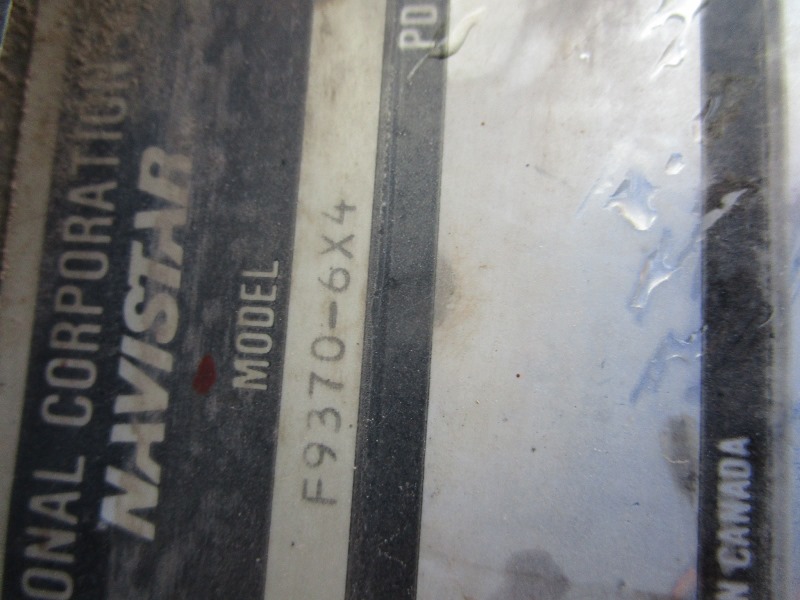 ONAL CORPORATION
NAVISTAR
MODEL
F9370-6X4
PD
N CANADA